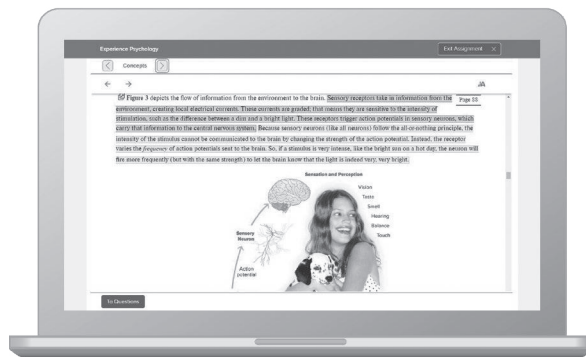 Experience Psychology
Exit Assignment X
Concepts
Figure 3 depicts the flow of information from the environment to the brain. Sensory receptors take in information from the
Page 83
environment, creating local electrical currents. These currents are graded; that means they are sensitive to the intensity of
stimulation, such as the difference between a dim and a bright light. These receptors trigger action potentials in sensory neurons, which
carry that information to the central nervous system. Because sensory neurons (like all neurons) follow the all-or-nothing principle, the
intensity of the stimulus cannot be communicated to the brain by changing the strength of the action potential. Instead, the receptor
varies the frequency of action potentials sent to the brain. So, if a stimulus is very intense, like the bright sun on a hot day, the neuron will
fire more frequently (but with the same strength) to let the brain know that the light is indeed very, very bright.
Sensation and Perception
Vision
Taste
Smell
Hearing
Balance
Touch
Sensory
Neuron
Action
potential
To Questions